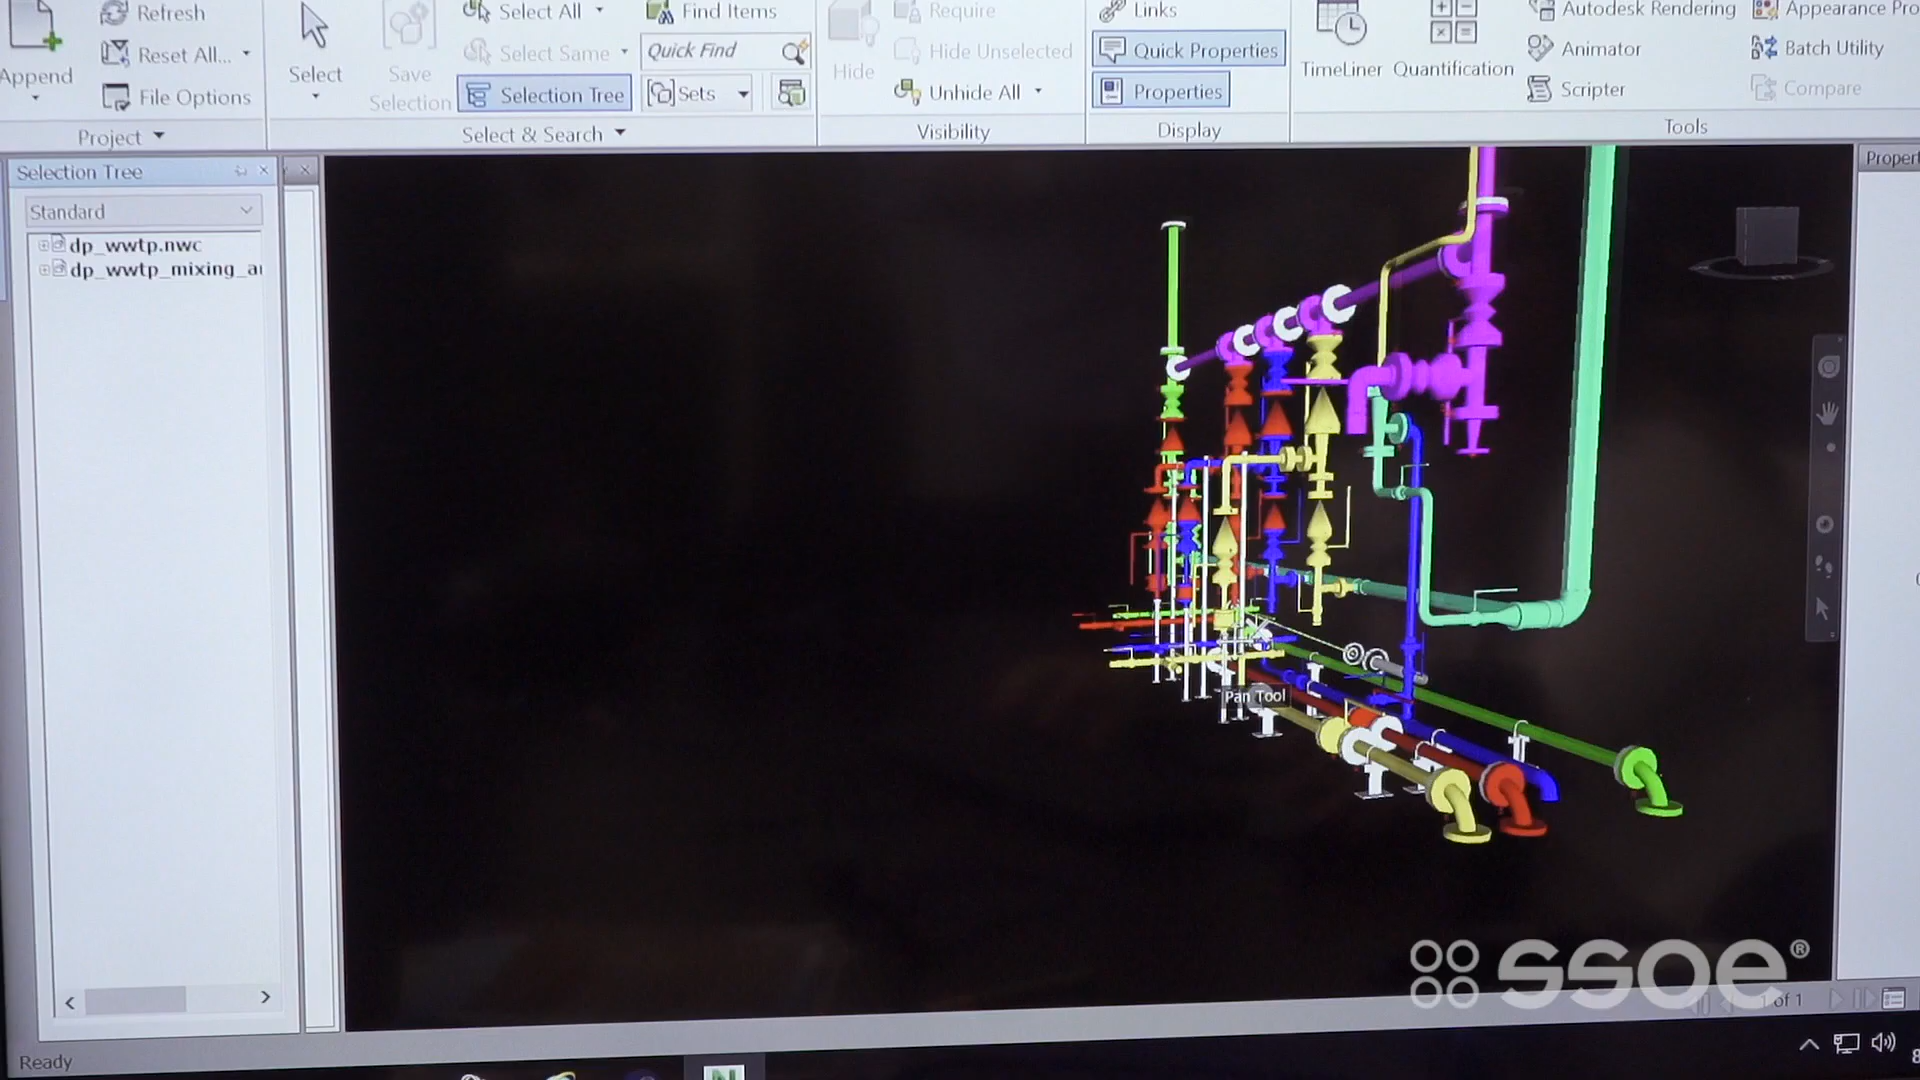 Append
Refresh
Reset All...
File Options
Project
Select
Save
Selection
Select All
Select Same
Selection Tree
Find Items
Quick Find
Sets
Select & Search
Hide
Require
Hide Unselected
Unhide All
Visibility
Links
Quick Properties
Properties
Display
TimeLiner
Quantification
Autodesk Rendering
Animator
Scripter
Appearance Pro
Batch Utility
Compare
Tools
Selection Tree
Standard
dp_wwtp.nwc
dp_wwtp_mixing_a
Propert
Pan Tool
ssoe®
1 of 1
Ready
8